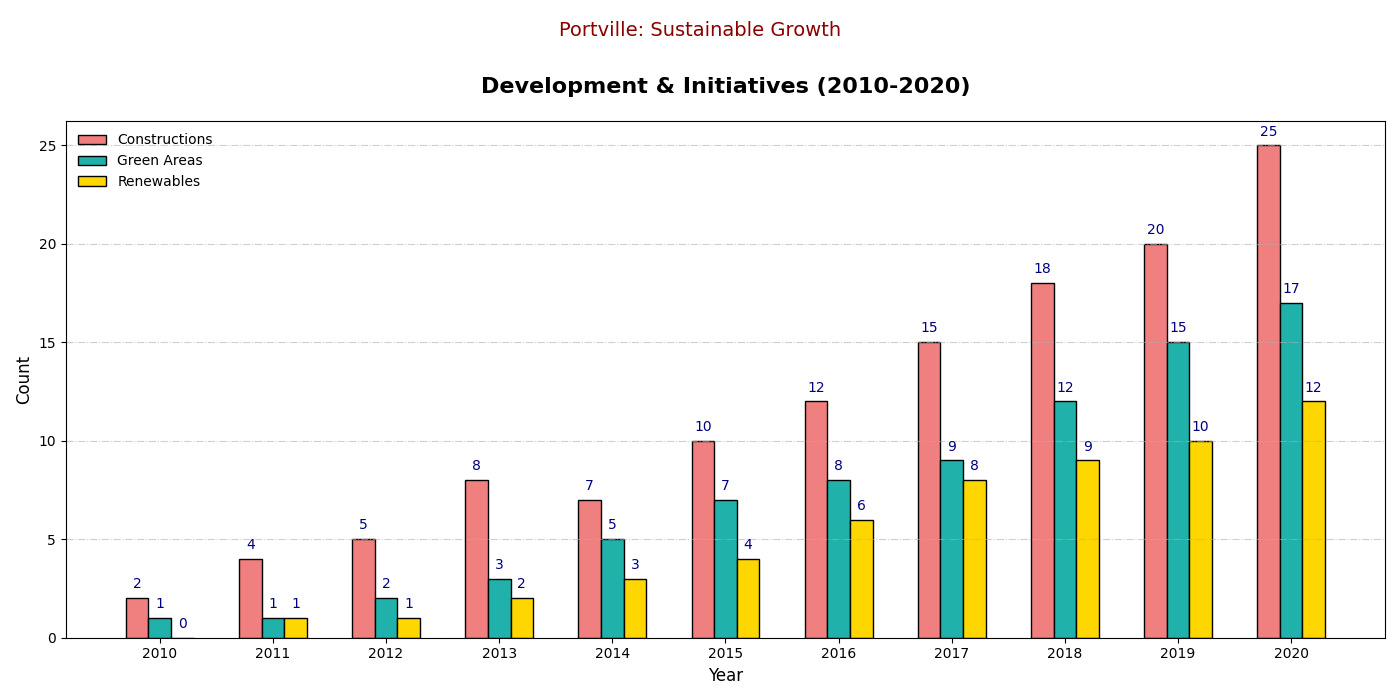 Portville: Sustainable Growth
Development & Initiatives (2010-2020)
Constructions
Green Areas
Renewables
Count
25
20
15
10
5
0
2 1 0
4 1 1
5 2 1
8 3 2
7 5 3
10 7 4
12 8 6
15 9 8
18 12 9
20 15 10
25 17 12
2010 2011 2012 2013 2014 2015 2016 2017 2018 2019 2020
Year